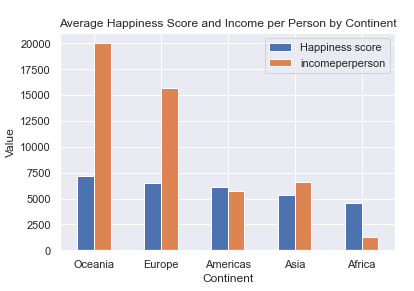 Average Happiness Score and Income per Person by Continent
Happiness score
incomeperperson
20000
17500
15000
12500
10000
7500
5000
2500
0
Value
Oceania
Europe
Americas
Asia
Africa
Continent